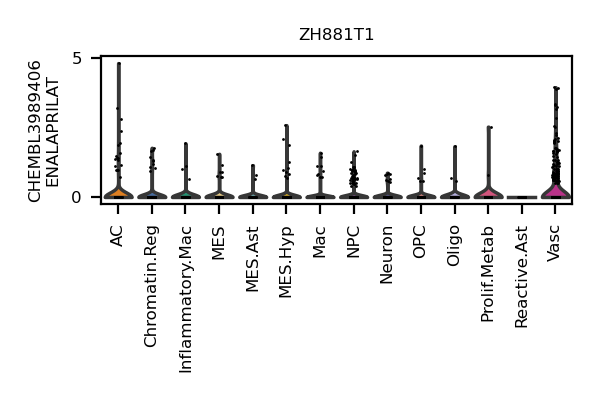 ZH881T1
CHEMBL3989406
ENALAPRILAT
5
0
AC
Chromatin.Reg
Inflammatory.Mac
MES
MES.Ast
MES.Hyp
Mac
NPC
Neuron
OPC
Oligo
Prolif.Metab
Reactive.Ast
Vasc